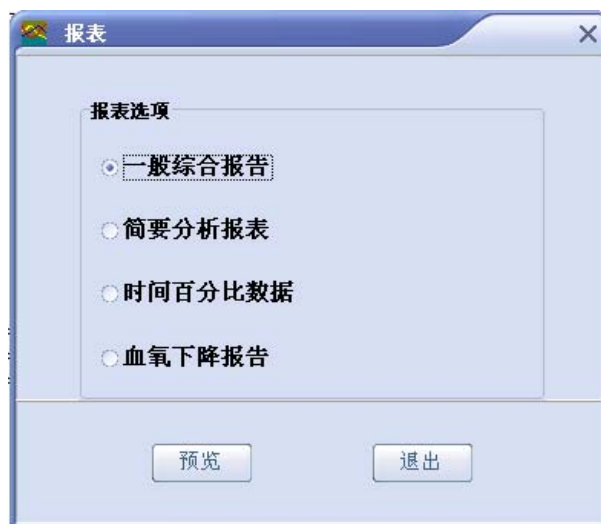 报表
报表选项
一般综合报告
简要分析报表
时间百分比数据
血氧下降报告
预览
退出